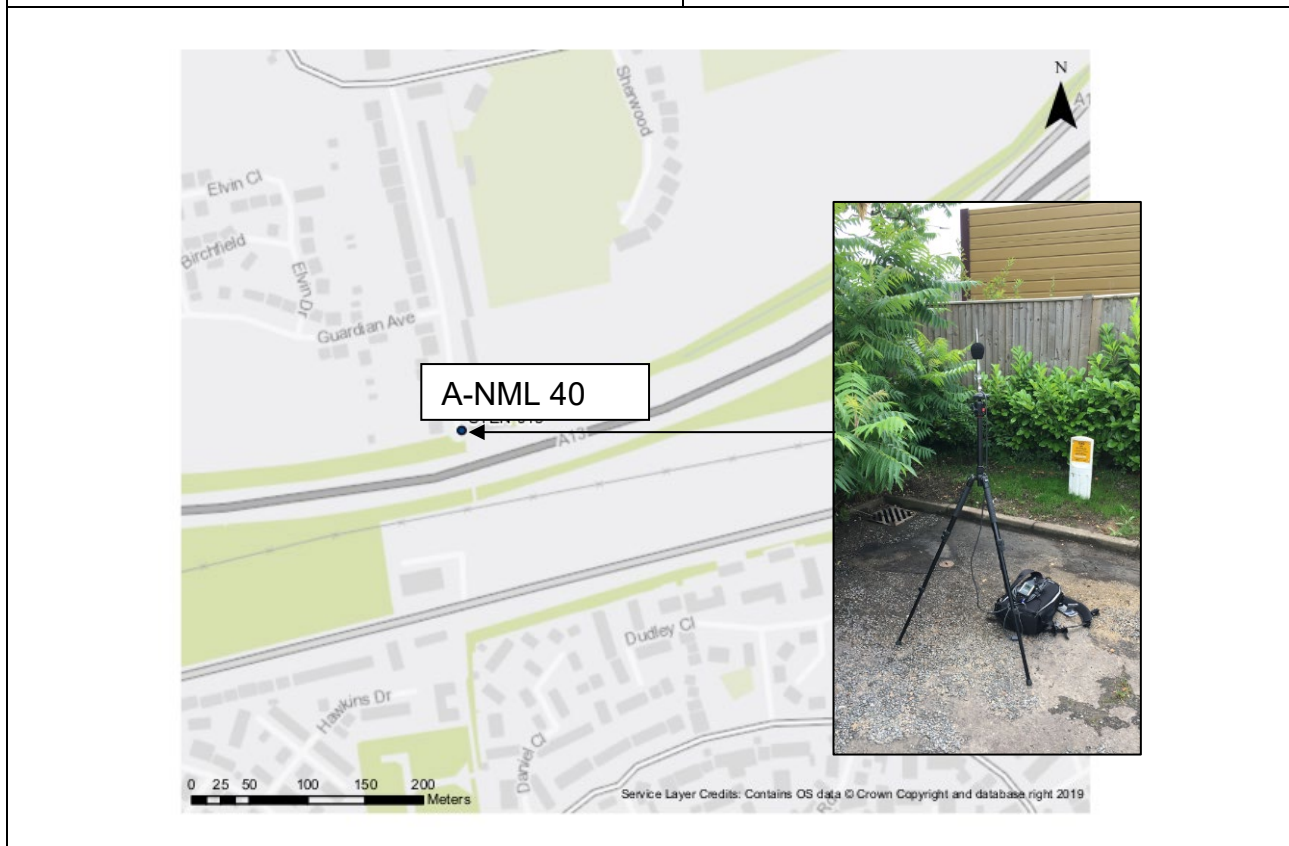 N
Sherwood
A1
Elvin Cl
Birchfield
Elvin Dr
Guardian Ave
A-NML 40
A13
Dudley Cl
Hawkins Dr
Daniel Cl
0 25 50 100 150 200
Meters
Service Layer Credits: Contains OS data © Crown Copyright and database right 2019